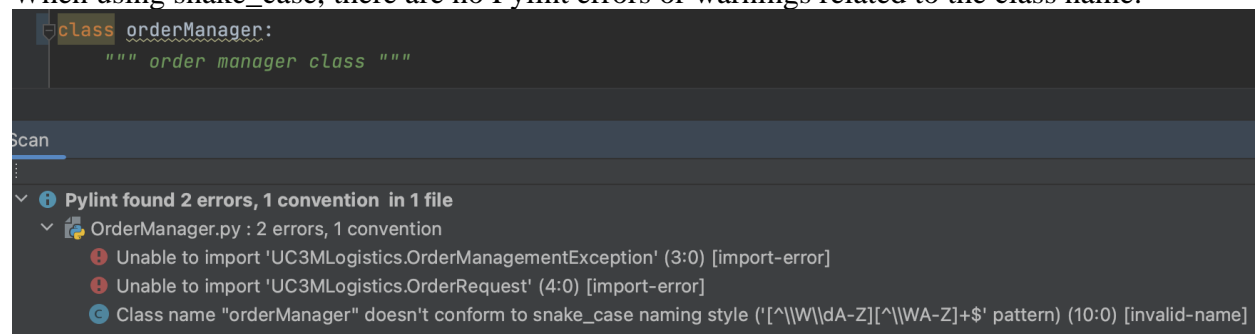 When using snake_case, there are no Pylint errors or warnings related to the class name.
class orderManager:
""" order manager class """
Scan
Pylint found 2 errors, 1 convention in 1 file
OrderManager.py : 2 errors, 1 convention
Unable to import 'UC3MLogistics.OrderManagementException' (3:0) [import-error]
Unable to import 'UC3MLogistics.OrderRequest' (4:0) [import-error]
Class name "orderManager" doesn't conform to snake_case naming style ('[^\\W\\dA-Z][^\\WA-Z]+$' pattern) (10:0) [invalid-name]